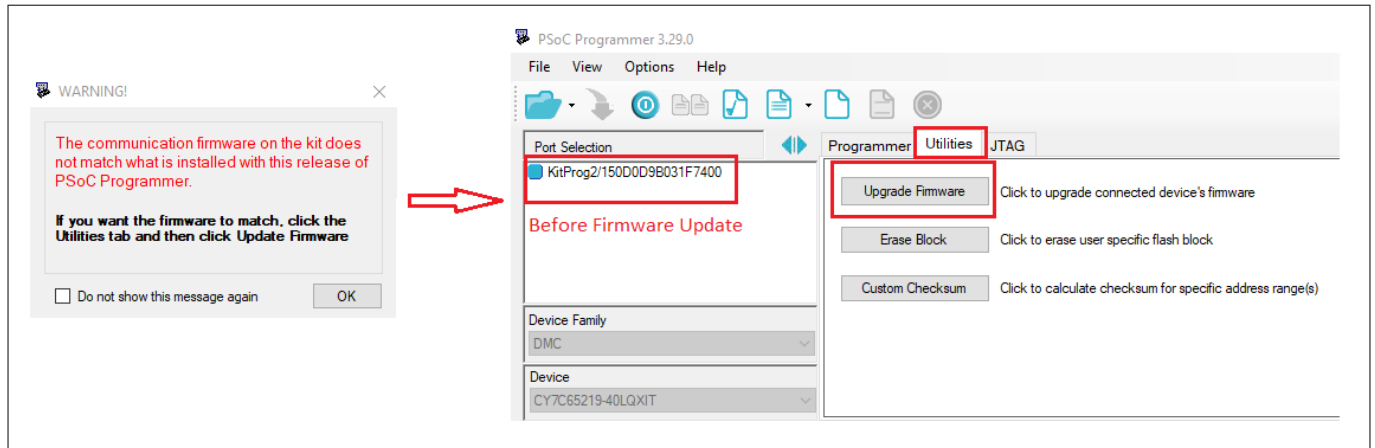 WARNING!
The communication firmware on the kit does
not match what is installed with this release of
PSoC Programmer.
If you want the firmware to match, click the
Utilities tab and then click Update Firmware
Do not show this message again
OK
PSoC Programmer 3.29.0
File View Options Help
Port Selection
KitProg2/150D0D9B031F7400
Before Firmware Update
Device Family
DMC
Device
CY7C65219-40LQXIT
Programmer Utilities JTAG
Upgrade Firmware Click to upgrade connected device's firmware
Erase Block Click to erase user specific flash block
Custom Checksum Click to calculate checksum for specific address range(s)